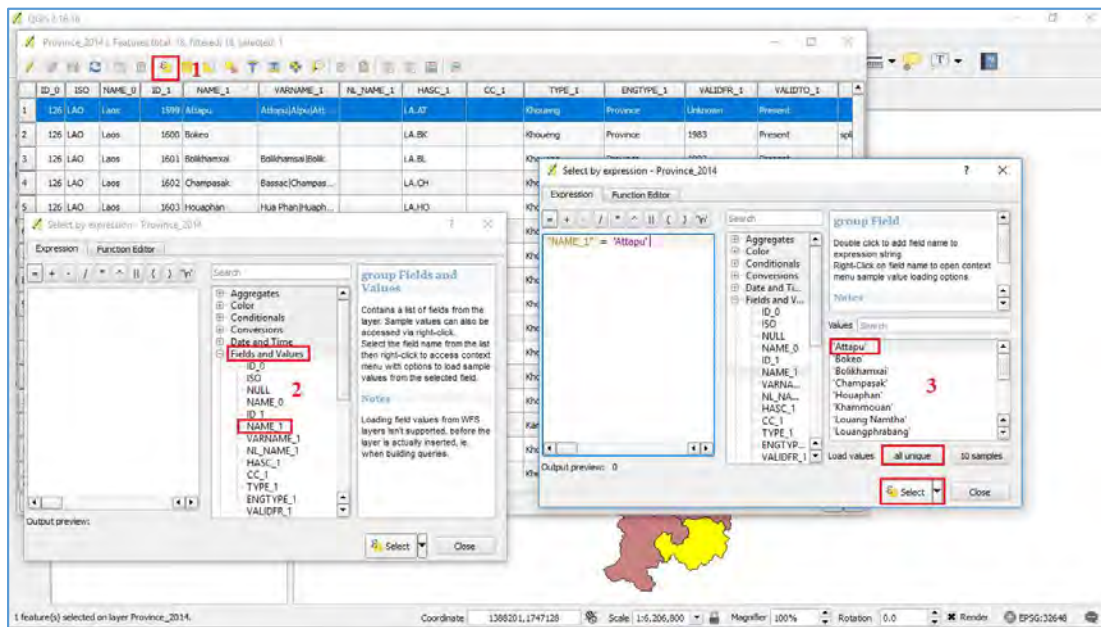 QGIS 2.18.16
Province_2014 :: Features total: 18, filtered: 18, selected: 1
1
ID_0 ISO NAME_0 ID_1 NAME_1 VARNAME_1 NL_NAME_1 HASC_1 CC_1 TYPE_1 ENGTYPE_1 VALIDFR_1 VALIDTO_1
1 126 LAO Laos 1599 Attapu Attopu|Atpu|Att... LA.AT Khoueng Province Unknown Present
2 126 LAO Laos 1600 Bokeo LA.BK Khoueng Province 1983 Present spli
3 126 LAO Laos 1601 Bolikhamxai Bolikhamsai|Bolik... LA.BL
4 126 LAO Laos 1602 Champasak Bassac|Champas... LA.CH Kho
5 126 LAO Laos 1603 Houaphan Hua Phan|Huaph... LA.HO Kho
Select by expression - Province_2014
Expression Function Editor
= + - / * ^ || ( ) '\n' Search
Aggregates
Color
Conditionals
Conversions
Date and Time
Fields and Values
ID_0
ISO
NULL
NAME_0
ID_1
NAME_1
VARNAME_1
NL_NAME_1
HASC_1
CC_1
TYPE_1
ENGTYPE_1
VALIDFR_1
2
group Fields and
Values
Contains a list of fields from the
layer. Sample values can also be
accessed via right-click.
Select the field name from the list
then right-click to access context
menu with options to load sample
values from the selected field.
Notes
Loading field values from WFS
layers isn't supported, before the
layer is actually inserted, ie.
when building queries.
Output preview:
Select Close
Select by expression - Province_2014 ? ×
Expression Function Editor
= + - / * ^ || ( ) '\n' Search
"NAME_1" = 'Attapu'
Aggregates
Color
Conditionals
Conversions
Date and Ti...
Fields and V...
ID_0
ISO
NULL
NAME_0
ID_1
NAME_1
VARNA...
NL_NA...
HASC_1
CC_1
TYPE_1
ENGTYP...
VALIDFR_1
group Field
Double click to add field name to
expression string.
Right-Click on field name to open context
menu sample value loading options.
Notes
Values Search
'Attapu'
'Bokeo'
'Bolikhamxai'
'Champasak'
'Houaphan'
'Khammouan'
'Louang Namtha'
'Louangphrabang'
3
Load values all unique 10 samples
Output preview: 0
Select Close
1 feature(s) selected on layer Province_2014. Coordinate 1388201,1747128 Scale 1:6,206,800 Magnifier 100% Rotation 0.0 Render EPSG:32648